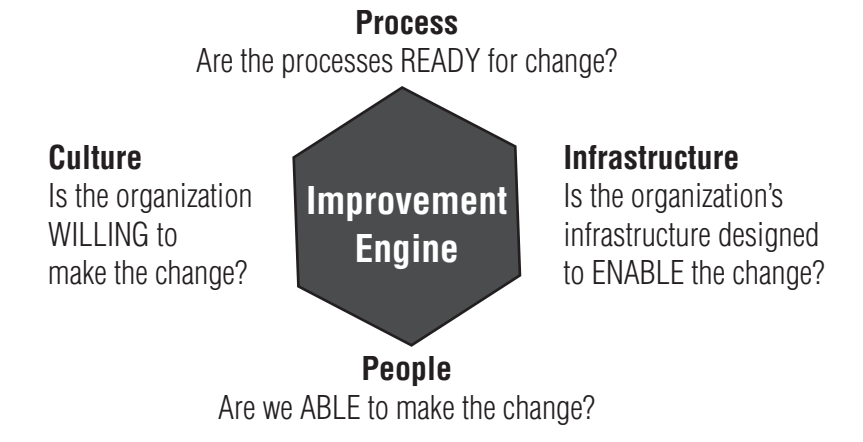 Process
Are the processes READY for change?
Culture
Is the organization
WILLING to
make the change?
Improvement
Engine
Infrastructure
Is the organization’s
infrastructure designed
to ENABLE the change?
People
Are we ABLE to make the change?